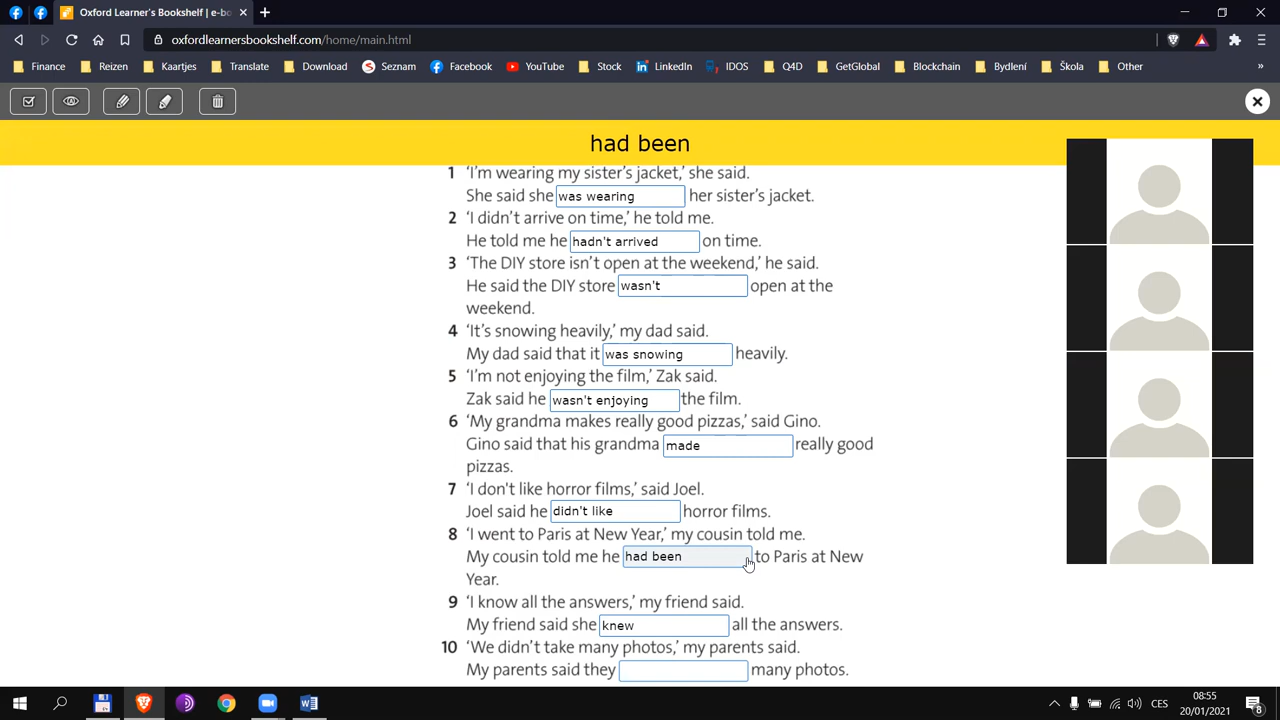 Oxford Learner's Bookshelf | e-bo
oxfordlearnersbookshelf.com/home/main.html
Finance Reizen Kaartjes Translate Download Seznam Facebook YouTube Stock LinkedIn IDOS Q4D GetGlobal Blockchain Bydlení Škola Other
had been
1 ‘I’m wearing my sister’s jacket,’ she said.
She said she was wearing her sister’s jacket.
2 ‘I didn’t arrive on time,’ he told me.
He told me he hadn't arrived on time.
3 ‘The DIY store isn’t open at the weekend,’ he said.
He said the DIY store wasn't open at the
weekend.
4 ‘It’s snowing heavily,’ my dad said.
My dad said that it was snowing heavily.
5 ‘I’m not enjoying the film,’ Zak said.
Zak said he wasn't enjoying the film.
6 ‘My grandma makes really good pizzas,’ said Gino.
Gino said that his grandma made really good
pizzas.
7 ‘I don't like horror films,’ said Joel.
Joel said he didn't like horror films.
8 ‘I went to Paris at New Year,’ my cousin told me.
My cousin told me he had been to Paris at New
Year.
9 ‘I know all the answers,’ my friend said.
My friend said she knew all the answers.
10 ‘We didn’t take many photos,’ my parents said.
My parents said they many photos.
CES
08:55
20/01/2021
8